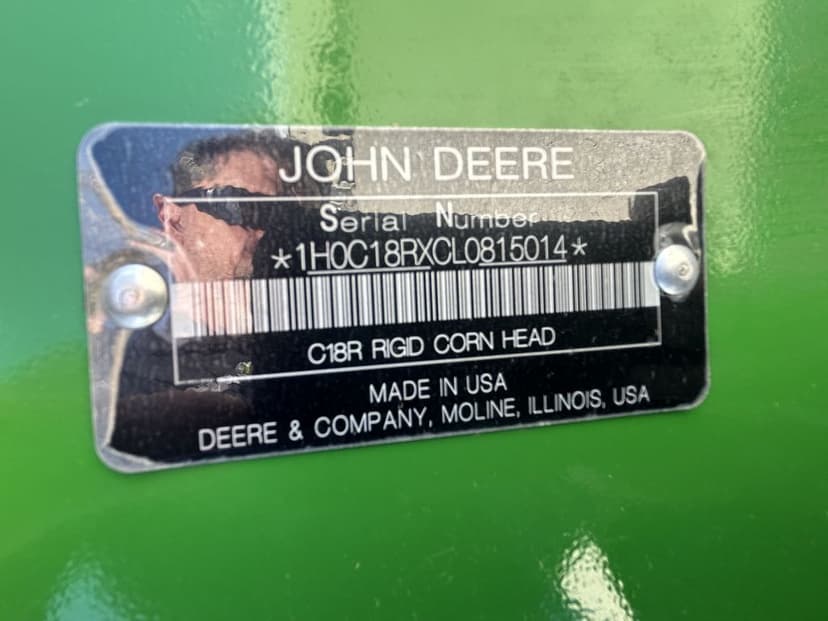 JOHN DEERE
Serial Number
*1H0C18RXCL0815014*
C18R RIGID CORN HEAD
MADE IN USA
DEERE & COMPANY, MOLINE, ILLINOIS, USA